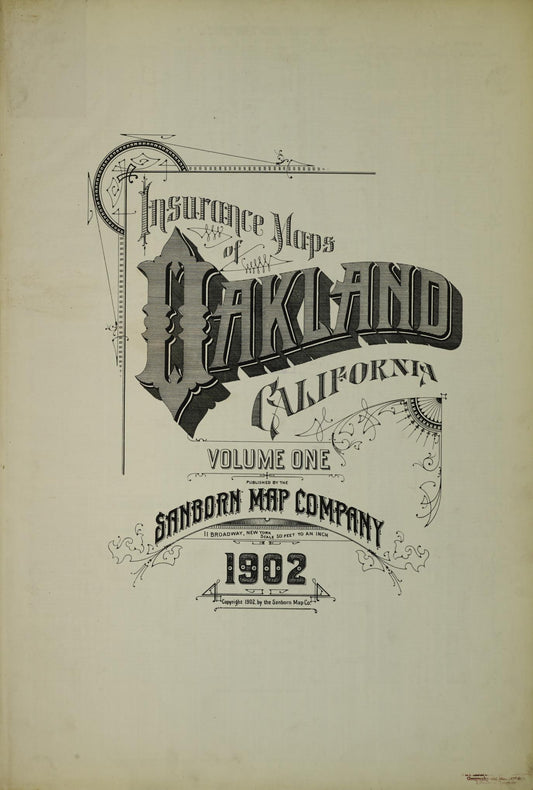 Insurance Maps
of
OAKLAND
CALIFORNIA
VOLUME ONE
PUBLISHED BY THE
SANBORN MAP COMPANY
11 BROADWAY, NEW YORK
SCALE 50 FEET TO AN INCH
1902
Copyright 1902, by the Sanborn Map Co.